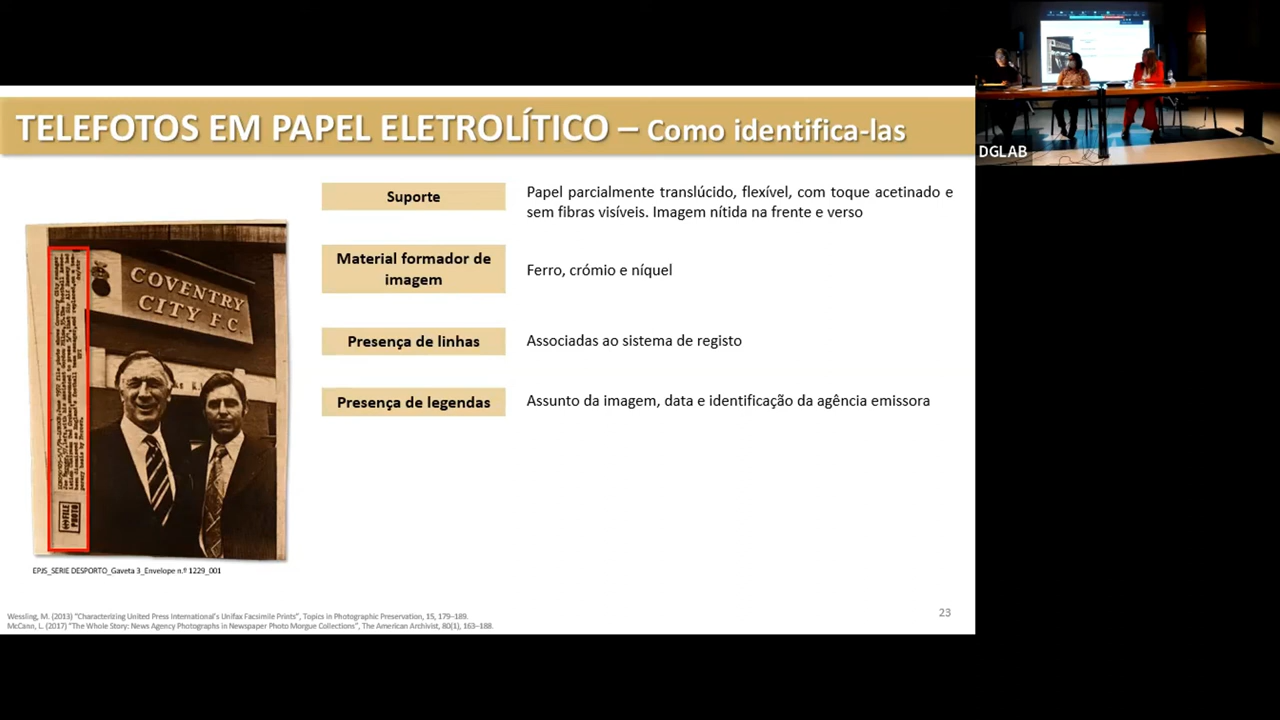 TELEFOTOS EM PAPEL ELETROLÍTICO – Como identifica-las
DGLAB
Suporte
Papel parcialmente translúcido, flexível, com toque acetinado e
sem fibras visíveis. Imagem nítida na frente e verso
Material formador de
imagem
Ferro, crómio e níquel
Presença de linhas
Associadas ao sistema de registo
Presença de legendas
Assunto da imagem, data e identificação da agência emissora
COVENTRY
CITY F.C.
FILE
PHOTO
EPJS_SERIE DESPORTO_Gaveta 3_Envelope n.º 1229_001
Wessling, M. (2013) "Characterizing United Press International's Unifax Facsimile Prints", Topics in Photographic Preservation, 15, 179–189.
McCann, L. (2017) "The Whole Story: News Agency Photographs in Newspaper Photo Morgue Collections", The American Archivist, 80(1), 163–188.
23